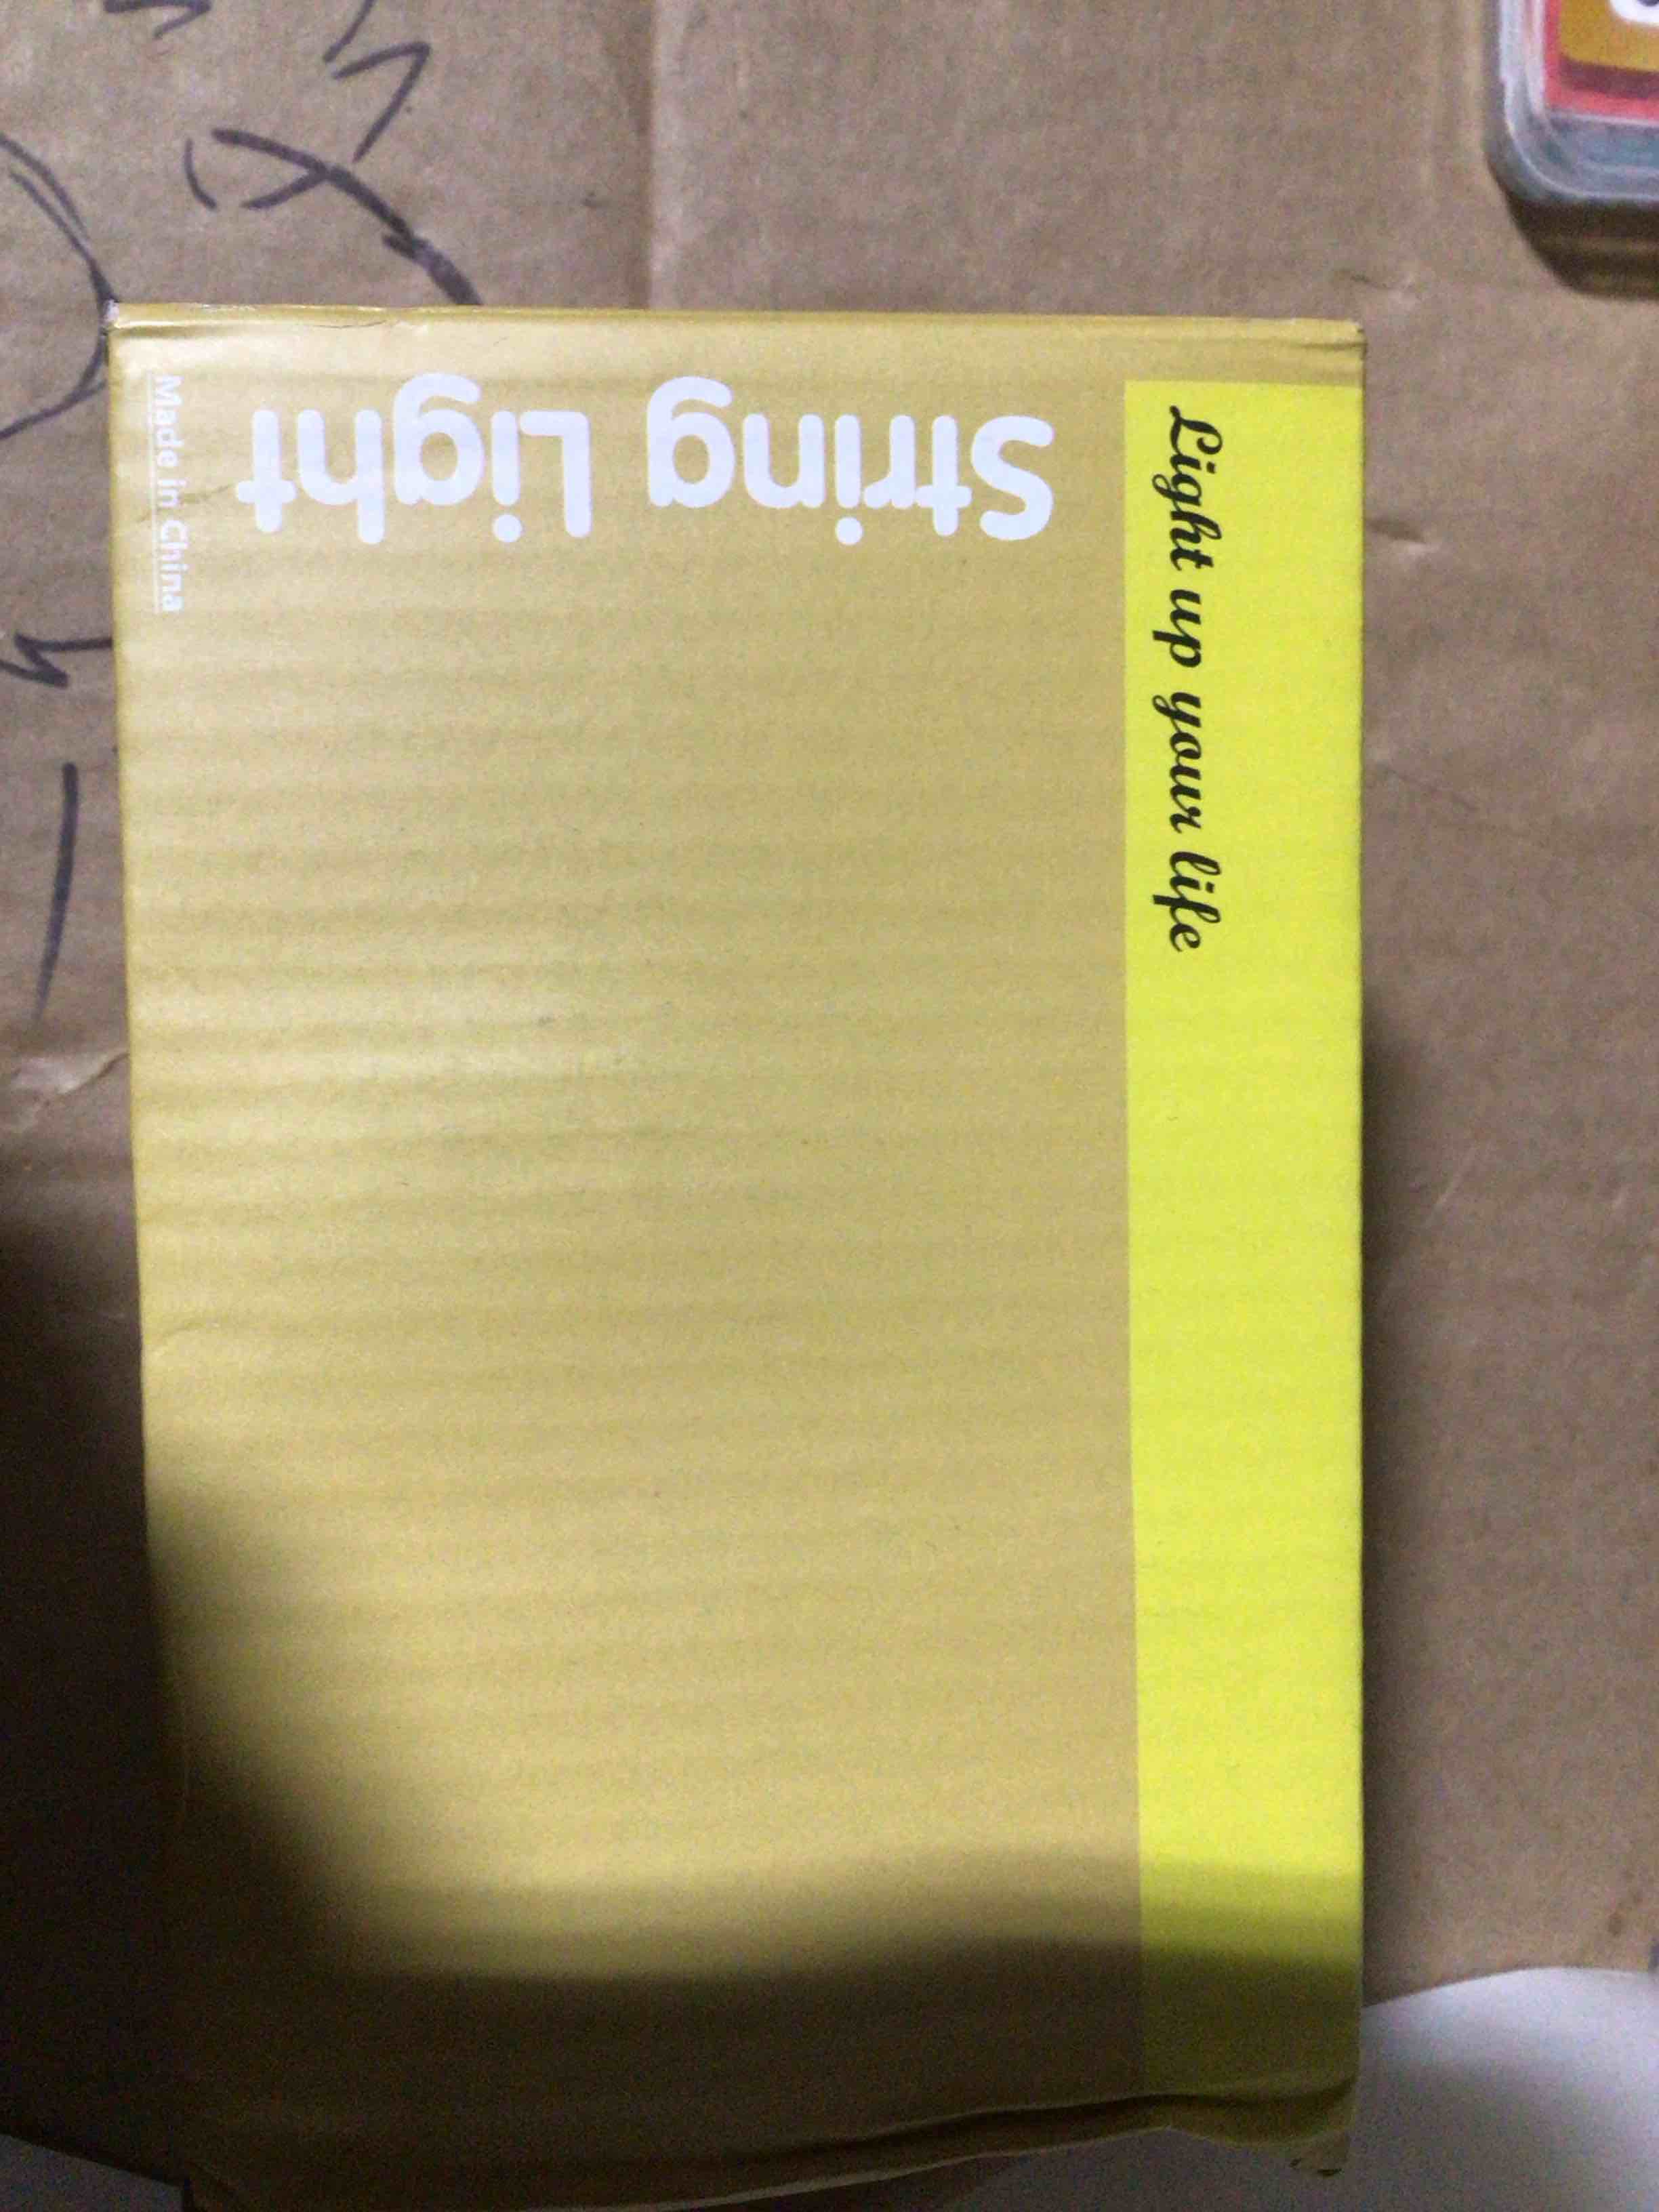 String Light
Light up your life
Made in China